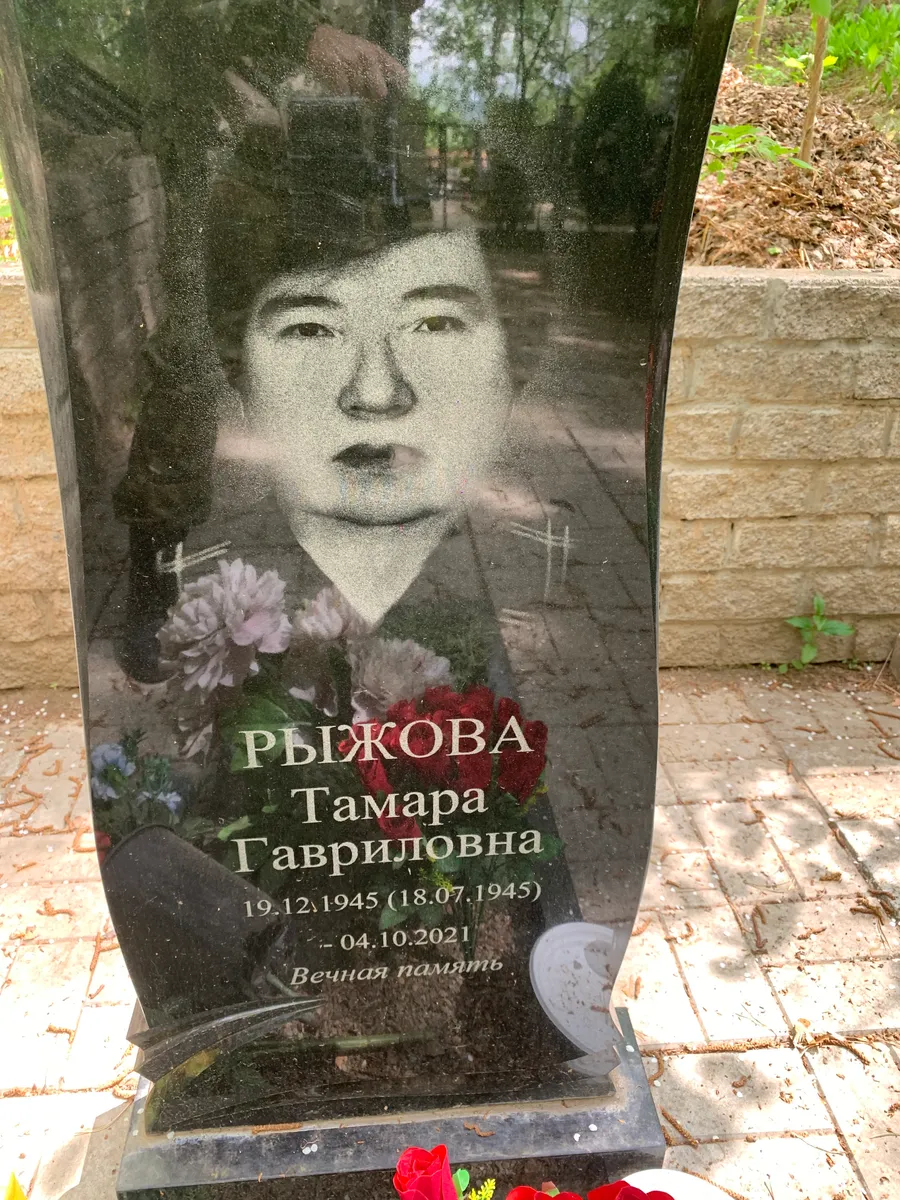 РЫЖОВА
Тамара
Гавриловна
19.12.1945 (18.07.1945)
- 04.10.2021
Вечная память